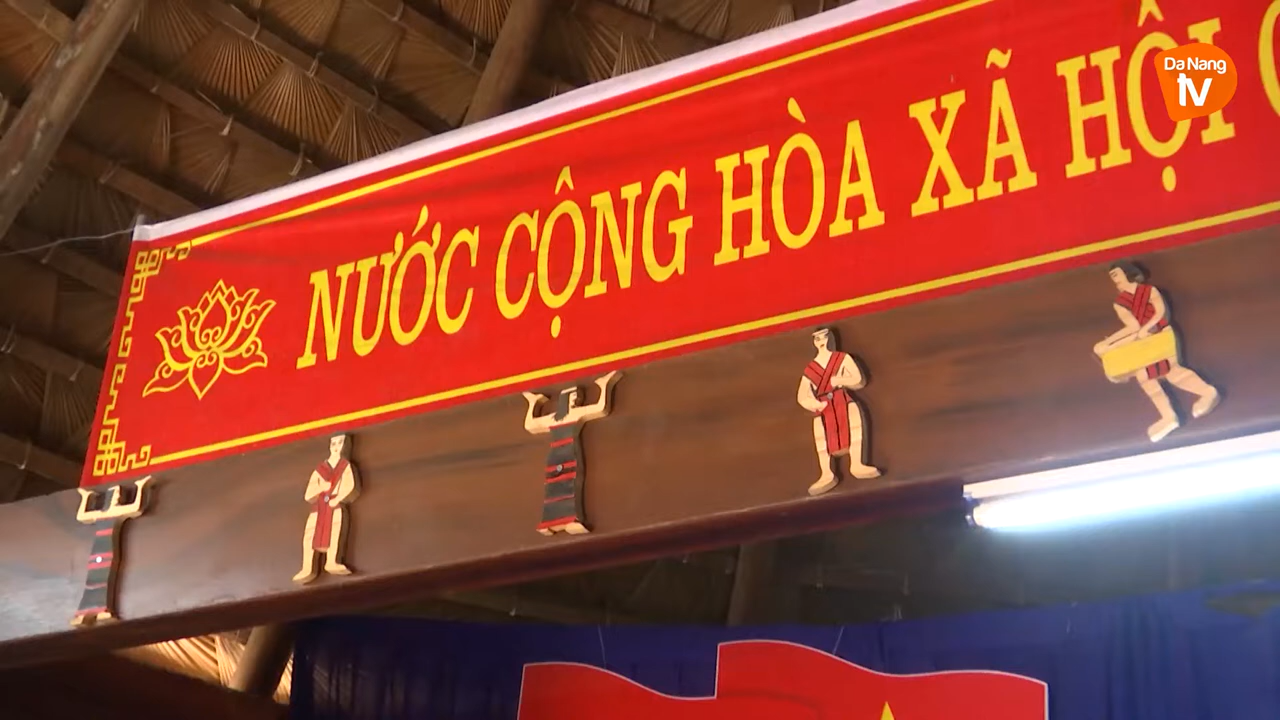 NƯỚC CỘNG HÒA XÃ HỘI
Da Nang
tv